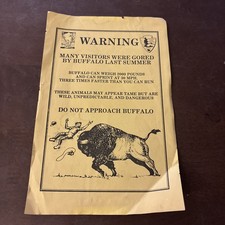 WARNING
MANY VISITORS WERE GORED
BY BUFFALO LAST SUMMER
BUFFALO CAN WEIGH 2000 POUNDS
AND CAN SPRINT AT 30 MPH,
THREE TIMES FASTER THAN YOU CAN RUN
THESE ANIMALS MAY APPEAR TAME BUT ARE
WILD, UNPREDICTABLE, AND DANGEROUS
DO NOT APPROACH BUFFALO